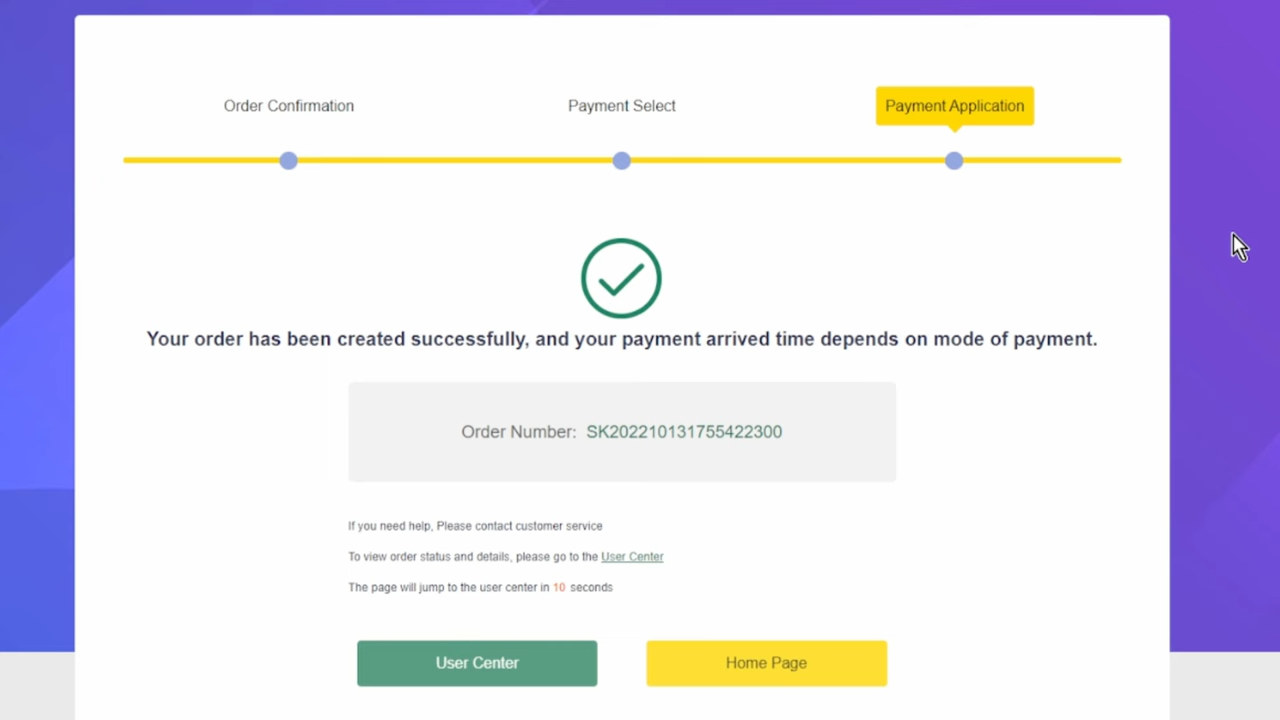 Order Confirmation
Payment Select
Payment Application
Your order has been created successfully, and your payment arrived time depends on mode of payment.
Order Number: SK202210131755422300
If you need help, Please contact customer service
To view order status and details, please go to the User Center
The page will jump to the user center in 10 seconds
User Center
Home Page